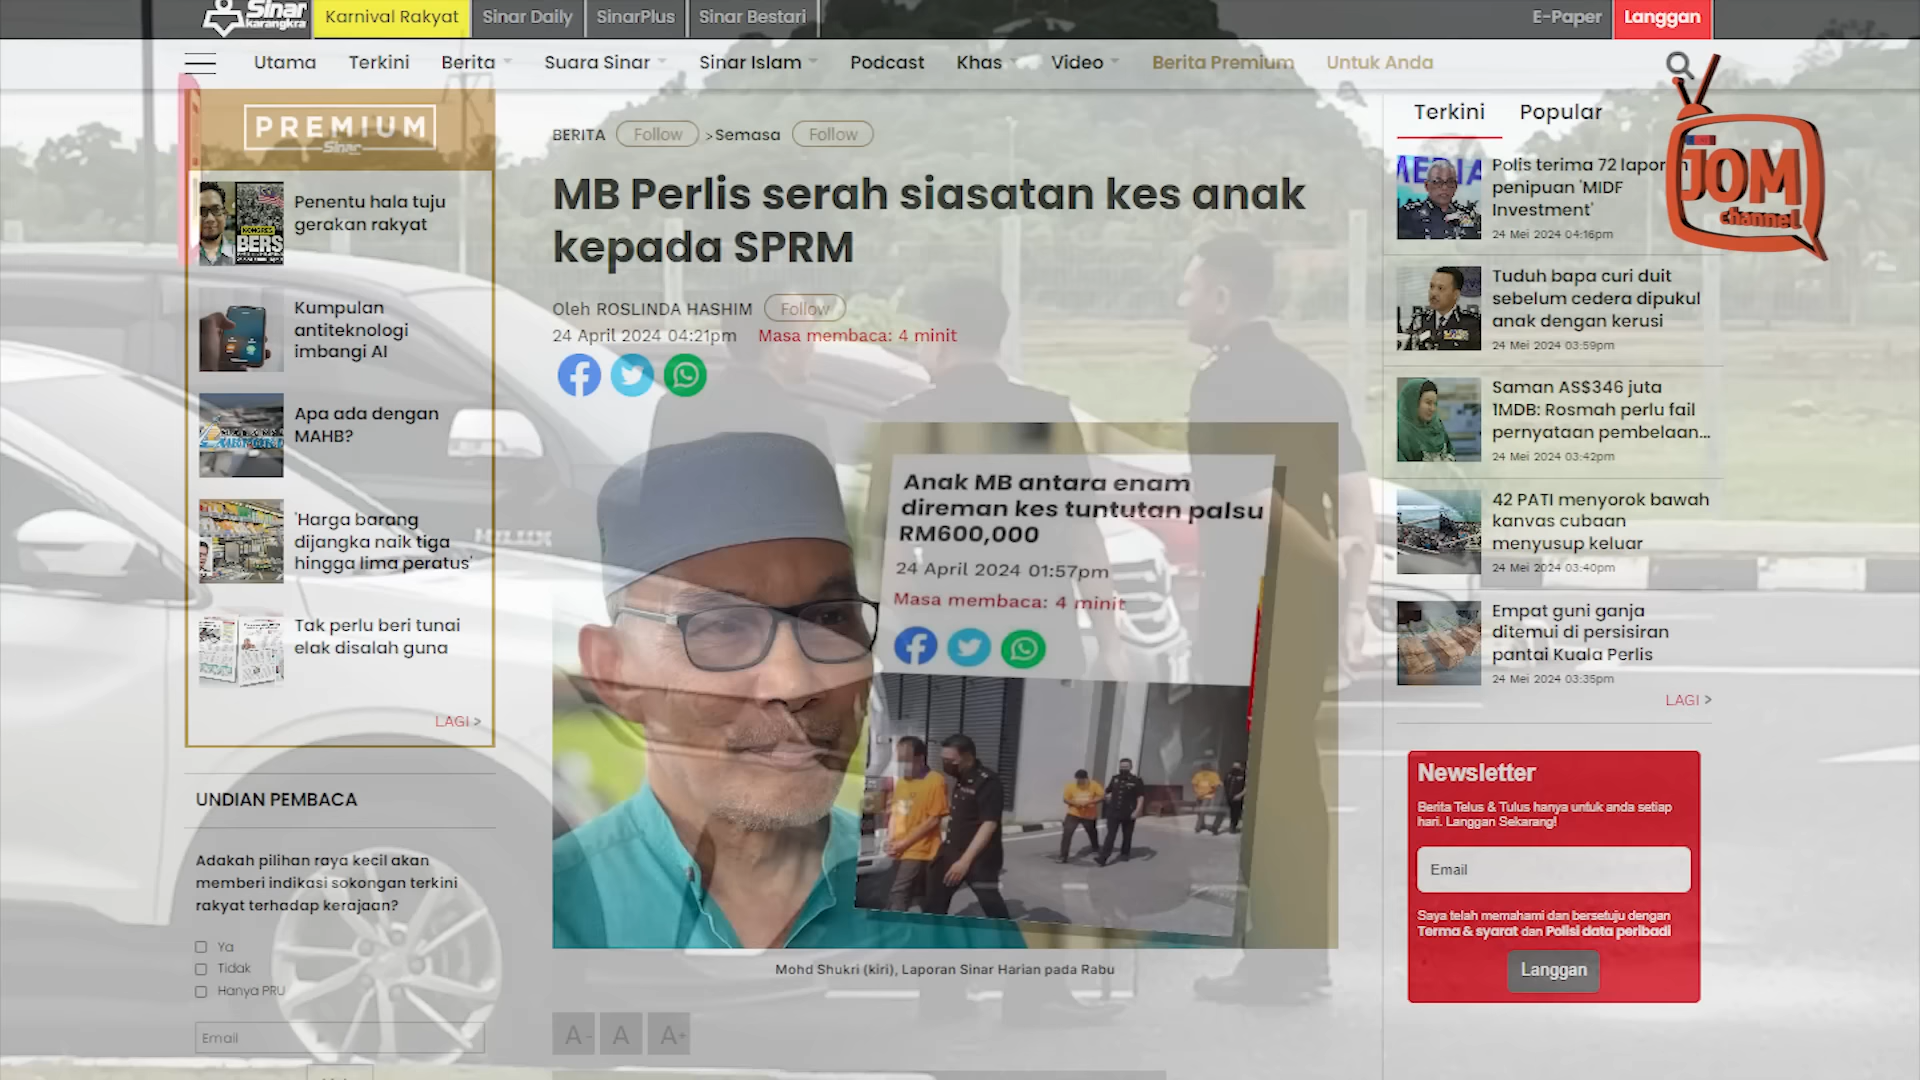 Sinar
Karangkraf
Karnival Rakyat
Sinar Daily
SinarPlus
Sinar Bestari
E-Paper
Langgan
Utama
Terkini
Berita
Suara Sinar
Sinar Islam
Podcast
Khas
Video
Berita Premium
Untuk Anda
PREMIUM
Sinar
Penentu hala tuju
gerakan rakyat
KONGRES
BERS
Kumpulan
antiteknologi
imbangi AI
Apa ada dengan
MAHB?
'Harga barang
dijangka naik tiga
hingga lima peratus'
Tak perlu beri tunai
elak disalah guna
LAGI >
UNDIAN PEMBACA
Adakah pilihan raya kecil akan
memberi indikasi sokongan terkini
rakyat terhadap kerajaan?
Ya
Tidak
Hanya PRU
Email
BERITA Follow > Semasa Follow
MB Perlis serah siasatan kes anak
kepada SPRM
Oleh ROSLINDA HASHIM Follow
24 April 2024 04:21pm Masa membaca: 4 minit
Anak MB antara enam
direman kes tuntutan palsu
RM600,000
24 April 2024 01:57pm
Masa membaca: 4 minit
Mohd Shukri (kiri), Laporan Sinar Harian pada Rabu
A- A A+
Terkini Popular
MEDIA
Polis terima 72 laporan
penipuan 'MIDF
Investment'
24 Mei 2024 04:16pm
Tuduh bapa curi duit
sebelum cedera dipukul
anak dengan kerusi
24 Mei 2024 03:59pm
Saman AS$346 juta
1MDB: Rosmah perlu fail
pernyataan pembelaan...
24 Mei 2024 03:42pm
42 PATI menyorok bawah
kanvas cubaan
menyusup keluar
24 Mei 2024 03:40pm
Empat guni ganja
ditemui di persisiran
pantai Kuala Perlis
24 Mei 2024 03:35pm
LAGI >
Newsletter
Berita Telus & Tulus hanya untuk anda setiap
hari. Langgan Sekarang!
Email
Saya telah memahami dan bersetuju dengan
Terma & syarat dan Polisi data peribadi
Langgan
JOM
channel